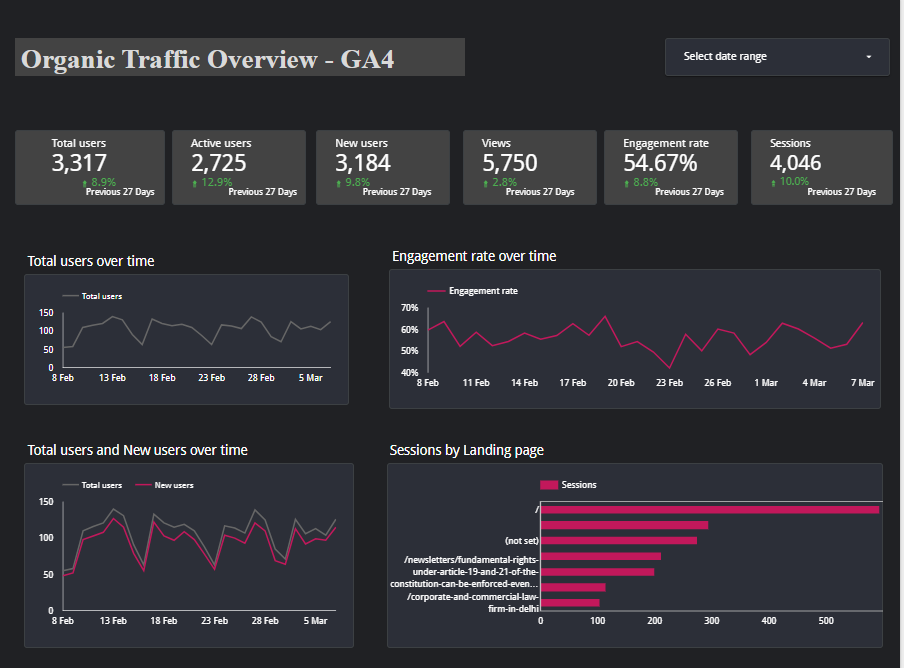 Organic Traffic Overview - GA4
Select date range
Total users
3,317
8.9%
Previous 27 Days
Active users
2,725
12.9%
Previous 27 Days
New users
3,184
9.8%
Previous 27 Days
Views
5,750
2.8%
Previous 27 Days
Engagement rate
54.67%
8.8%
Previous 27 Days
Sessions
4,046
10.0%
Previous 27 Days
Total users over time
Total users
150
100
50
0
8 Feb 13 Feb 18 Feb 23 Feb 28 Feb 5 Mar
Engagement rate over time
Engagement rate
70%
60%
50%
40%
8 Feb 11 Feb 14 Feb 17 Feb 20 Feb 23 Feb 26 Feb 1 Mar 4 Mar 7 Mar
Total users and New users over time
Total users New users
150
100
50
0
8 Feb 13 Feb 18 Feb 23 Feb 28 Feb 5 Mar
Sessions by Landing page
Sessions
/
(not set)
/newsletters/fundamental-rights-
under-article-19-and-21-of-the-
constitution-can-be-enforced-even...
/corporate-and-commercial-law-
firm-in-delhi
0 100 200 300 400 500